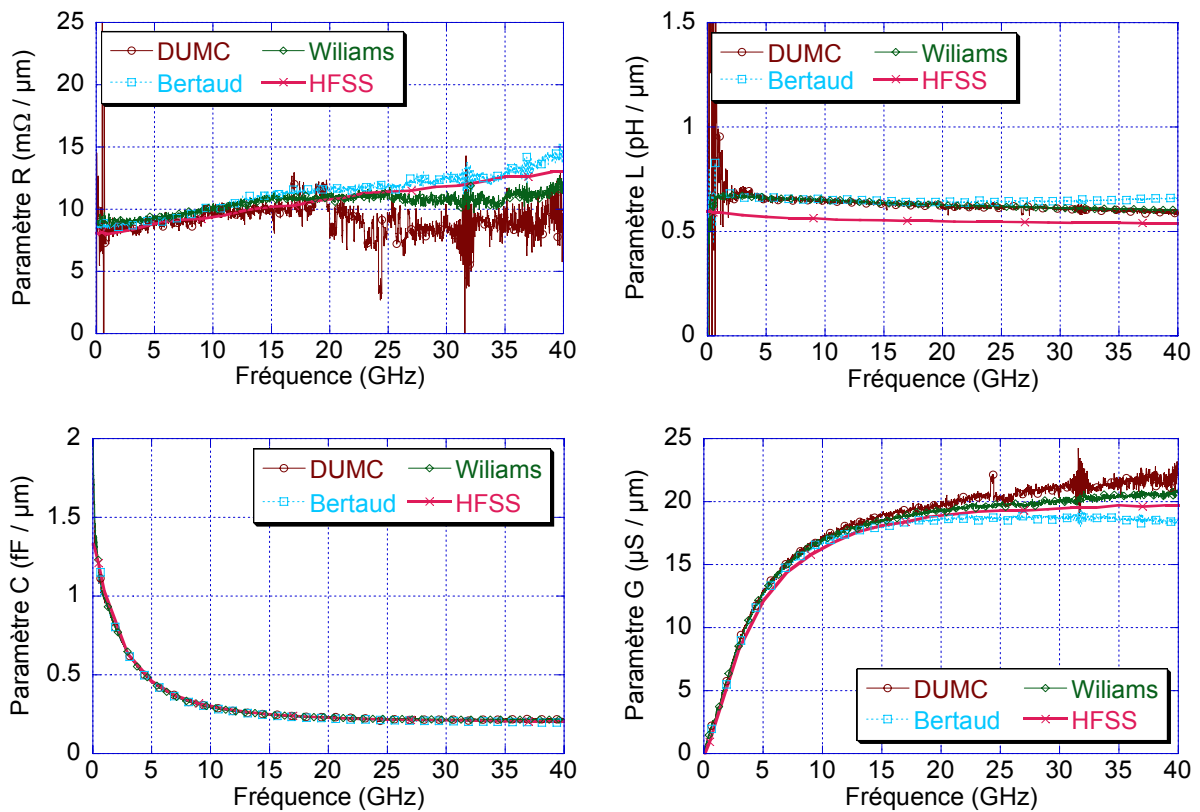 Paramètre R (mΩ / µm)
25
20
15
10
5
0
DUMC
Wiliams
Bertaud
HFSS
0 5 10 15 20 25 30 35 40
Fréquence (GHz)
Paramètre L (pH / µm)
1.5
1
0.5
0
DUMC
Wiliams
Bertaud
HFSS
0 5 10 15 20 25 30 35 40
Fréquence (GHz)
Paramètre C (fF / µm)
2
1.5
1
0.5
0
DUMC
Wiliams
Bertaud
HFSS
0 5 10 15 20 25 30 35 40
Fréquence (GHz)
Paramètre G (µS / µm)
25
20
15
10
5
0
DUMC
Wiliams
Bertaud
HFSS
0 5 10 15 20 25 30 35 40
Fréquence (GHz)